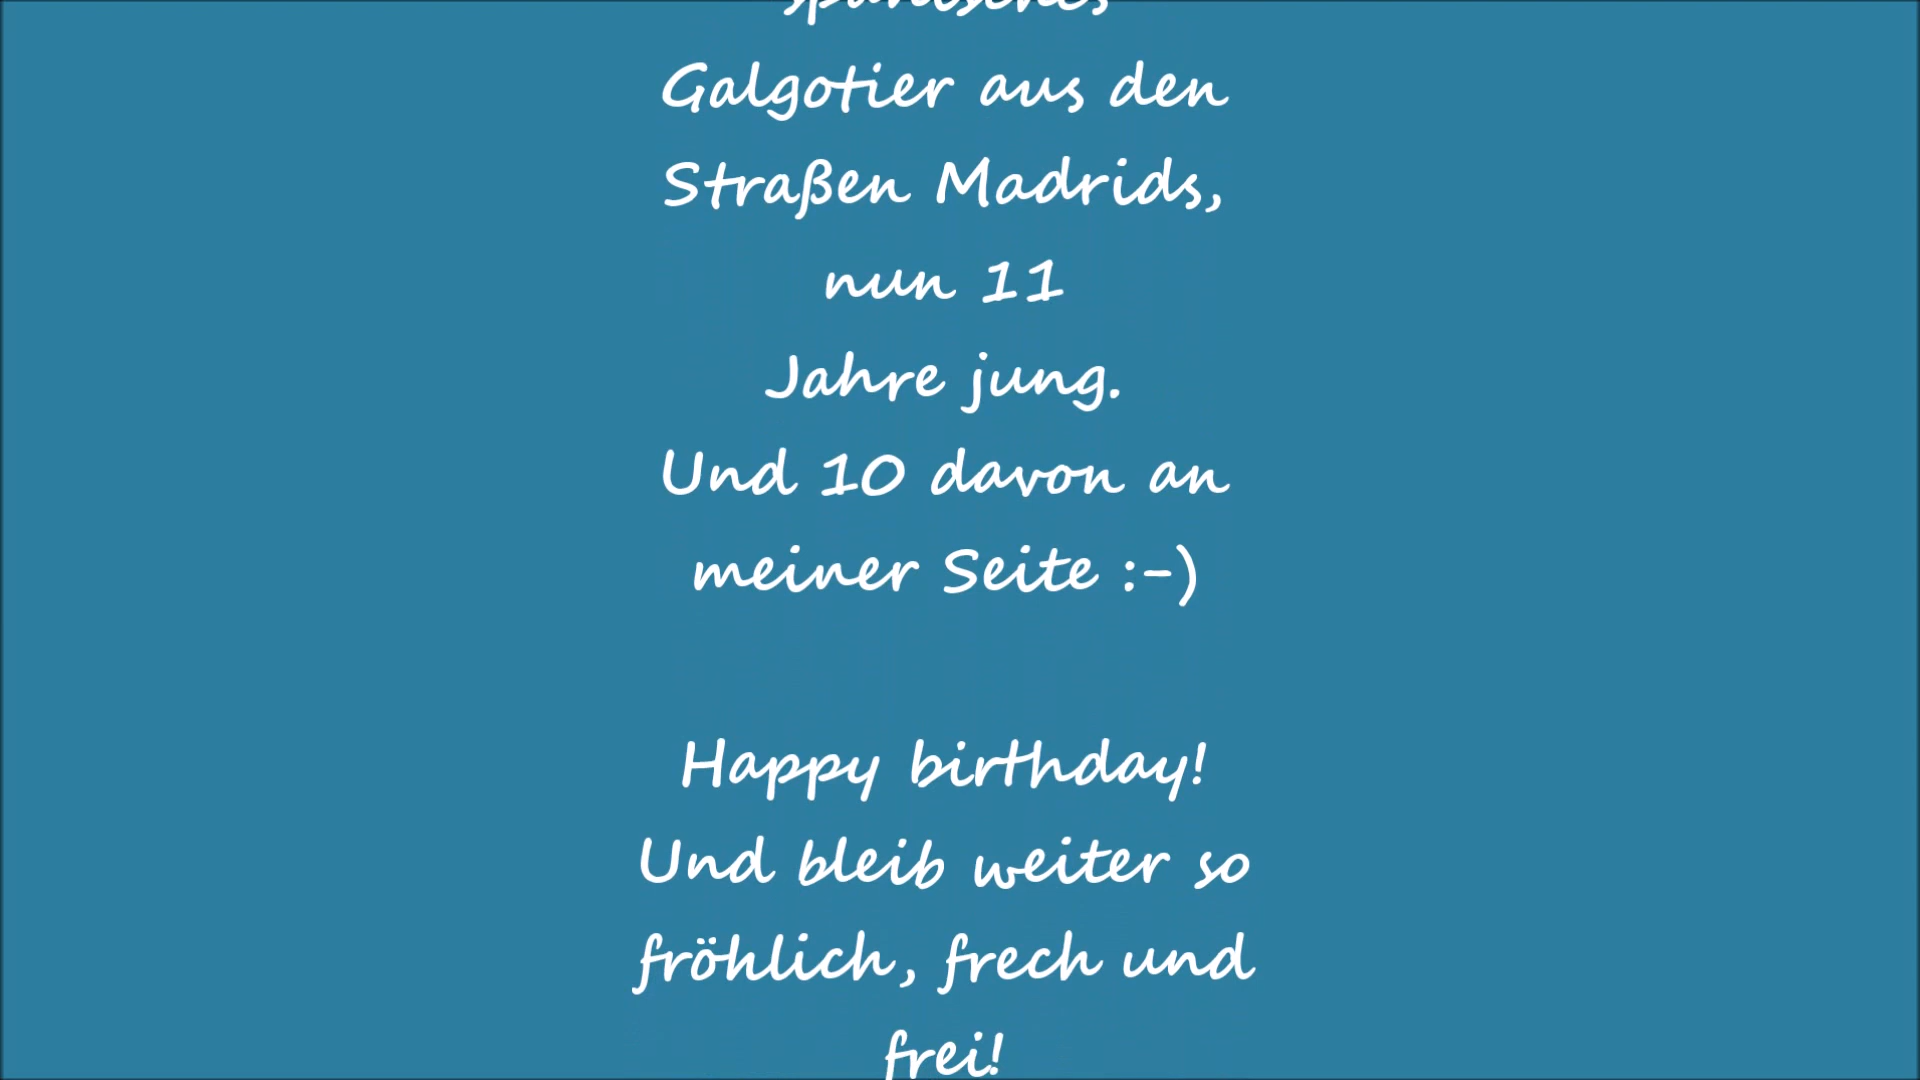 spanisches
Galgotier aus den
Straßen Madrids,
nun 11
Jahre jung.
Und 10 davon an
meiner Seite :-)
Happy birthday!
Und bleib weiter so
fröhlich, frech und
frei!